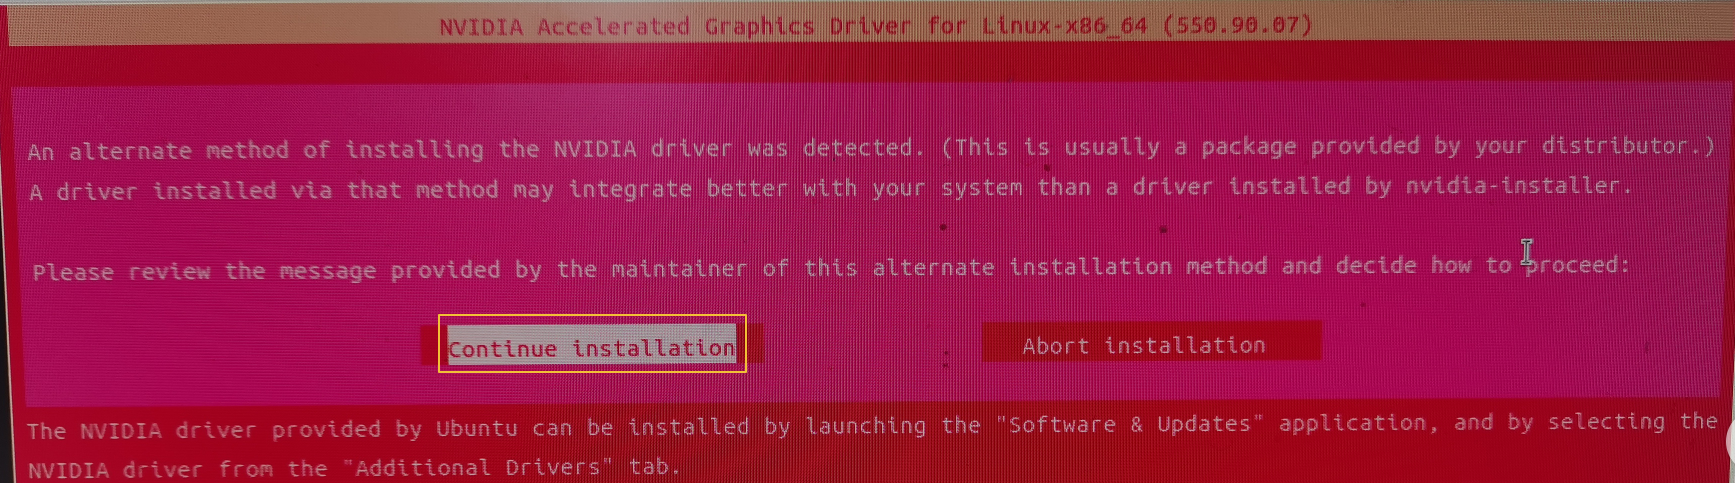 NVIDIA Accelerated Graphics Driver for Linux-x86_64 (550.90.07)
An alternate method of installing the NVIDIA driver was detected. (This is usually a package provided by your distributor.)
A driver installed via that method may integrate better with your system than a driver installed by nvidia-installer.
Please review the message provided by the maintainer of this alternate installation method and decide how to proceed:
Continue installation
Abort installation
The NVIDIA driver provided by Ubuntu can be installed by launching the "Software & Updates" application, and by selecting the
NVIDIA driver from the "Additional Drivers" tab.